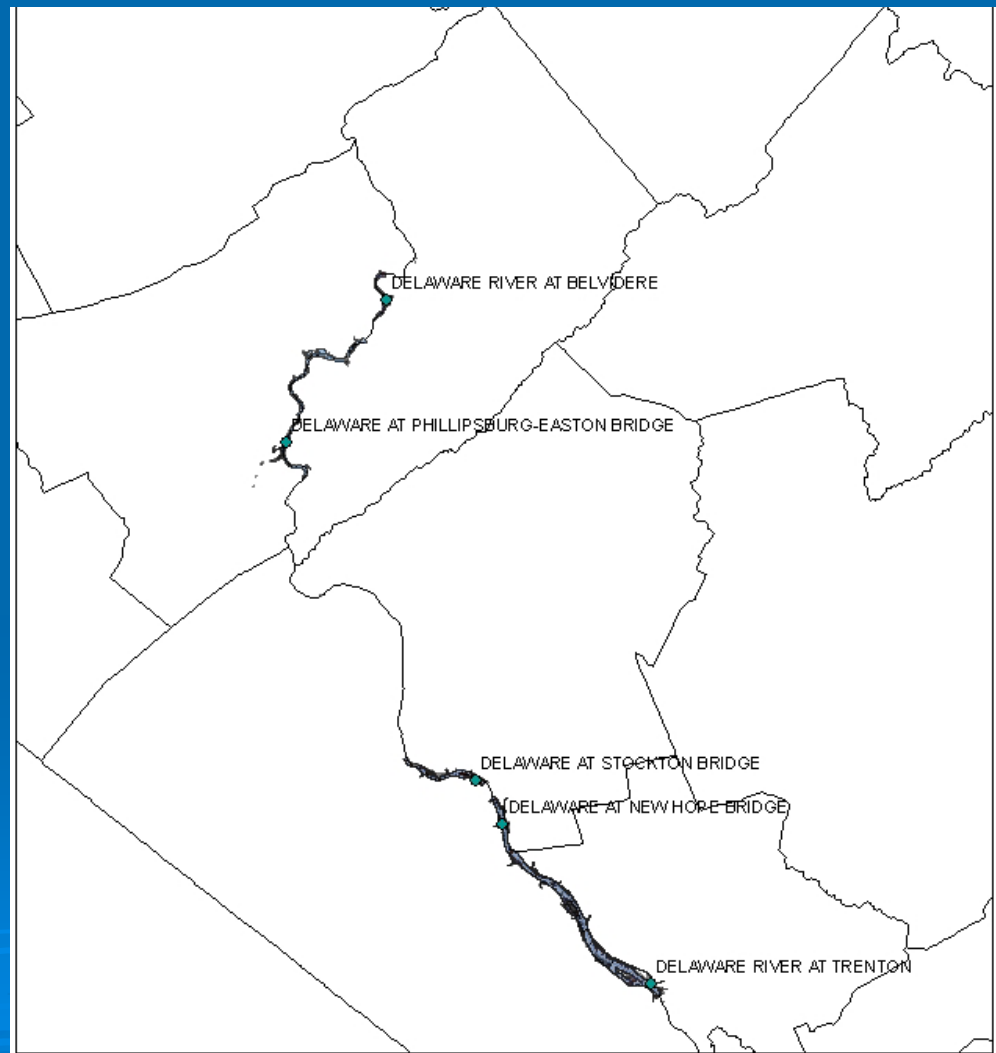 DELAWARE RIVER AT BELVIDERE
DELAWARE AT PHILLIPSBURG-EASTON BRIDGE
DELAWARE AT STOCKTON BRIDGE
DELAWARE AT NEW HOPE BRIDGE
DELAWARE RIVER AT TRENTON